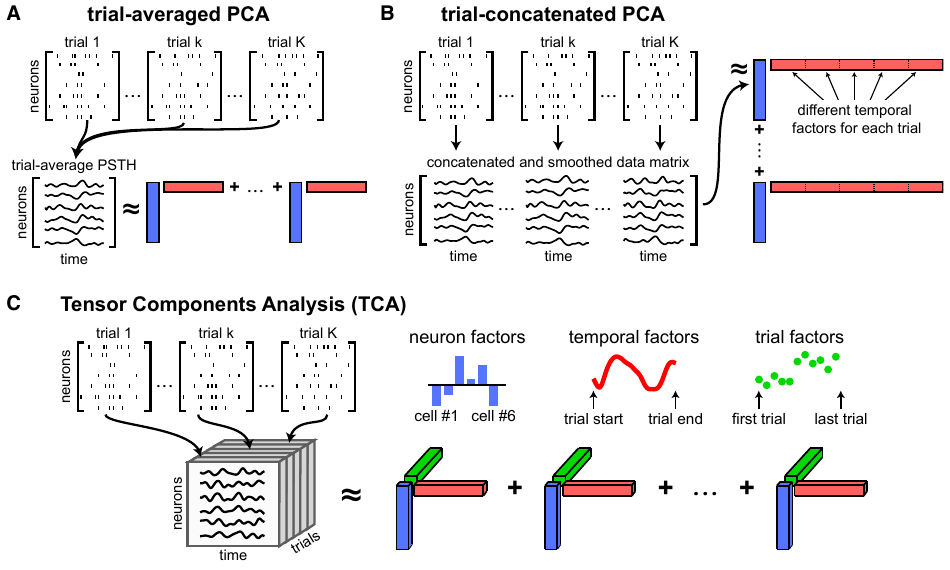 A
trial-averaged PCA
trial 1
trial k
trial K
neurons
... ...
trial-average PSTH
neurons
≈
+ ... +
time
B
trial-concatenated PCA
trial 1
trial k
trial K
neurons
... ...
concatenated and smoothed data matrix
neurons
... ...
time
time
time
≈
different temporal
factors for each trial
+
...
+
C
Tensor Components Analysis (TCA)
trial 1
trial k
trial K
neurons
... ...
neurons
time
trials
neuron factors
cell #1
cell #6
temporal factors
trial start
trial end
trial factors
first trial
last trial
≈
+ + ... +